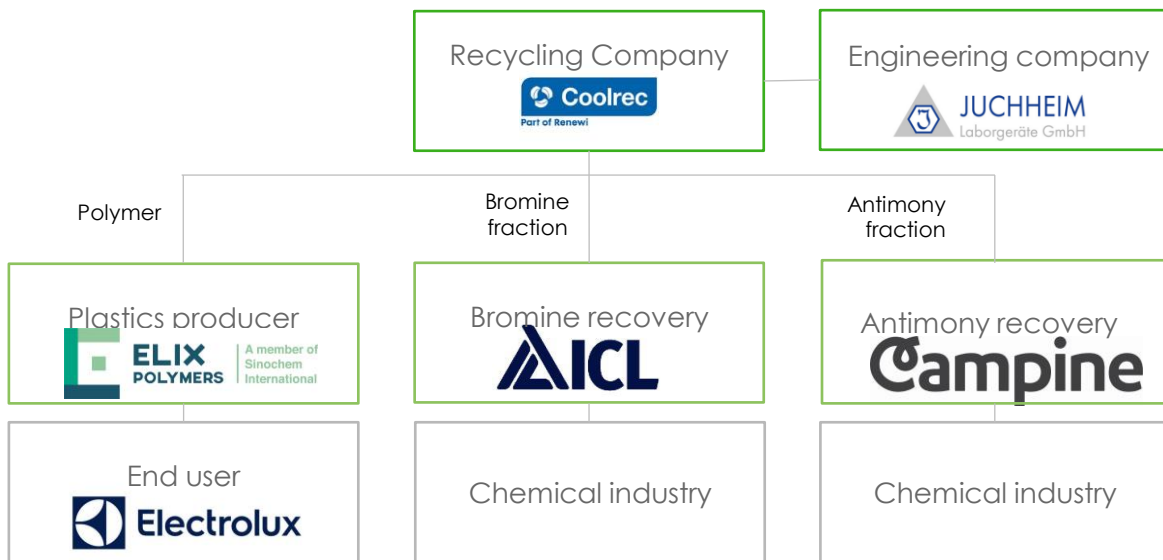 Recycling Company
Coolrec
Part of Renewi
Engineering company
JUCHHEIM
Laborgeräte GmbH
Polymer
Bromine
fraction
Antimony
fraction
Plastics producer
ELIX
POLYMERS
A member of
Sinochem
International
Bromine recovery
ICL
Antimony recovery
Campine
End user
Electrolux
Chemical industry
Chemical industry